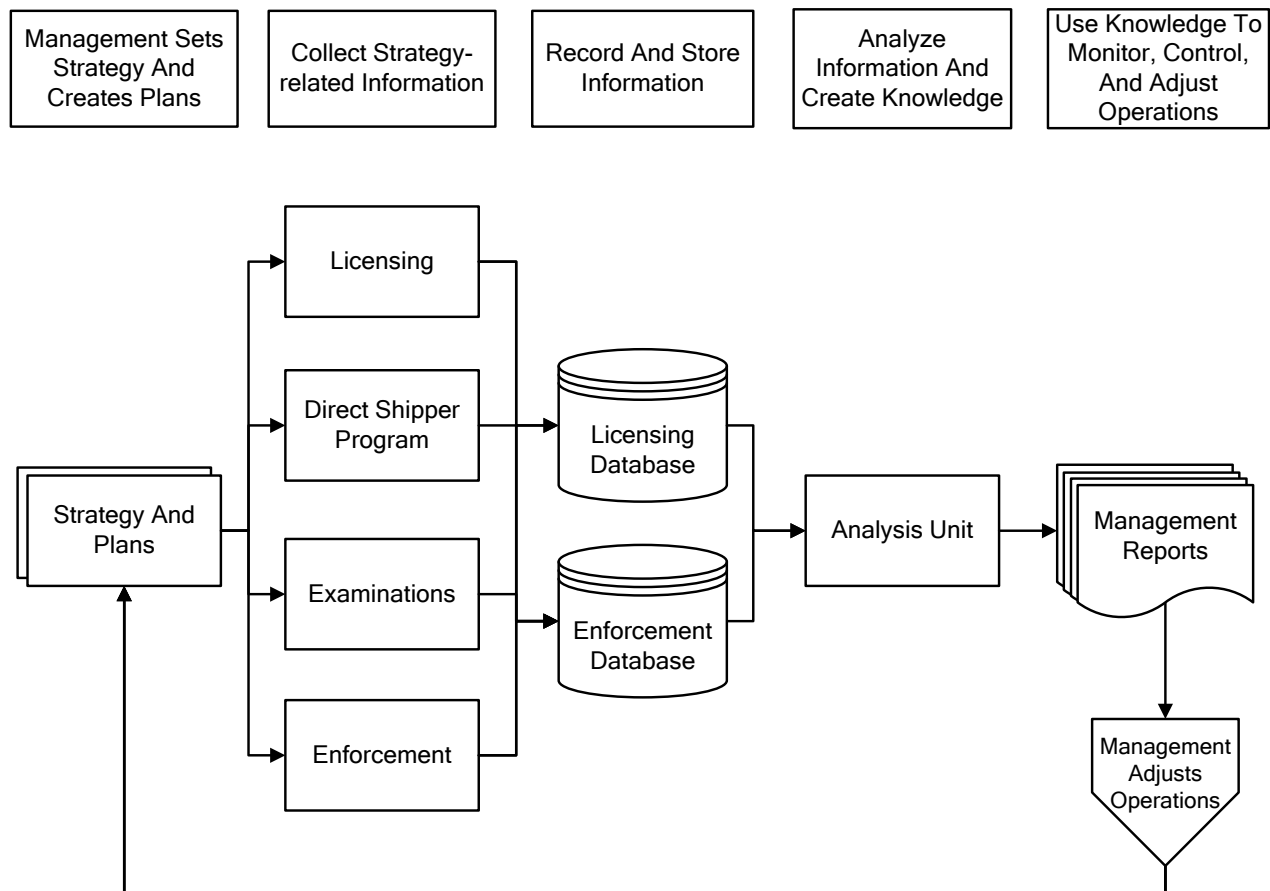 Management Sets
Strategy And
Creates Plans
Collect Strategy-
related Information
Record And Store
Information
Analyze
Information And
Create Knowledge
Use Knowledge To
Monitor, Control,
And Adjust
Operations
Licensing
Direct Shipper
Program
Licensing
Database
Strategy And
Plans
Analysis Unit
Management
Reports
Examinations
Enforcement
Database
Enforcement
Management
Adjusts
Operations